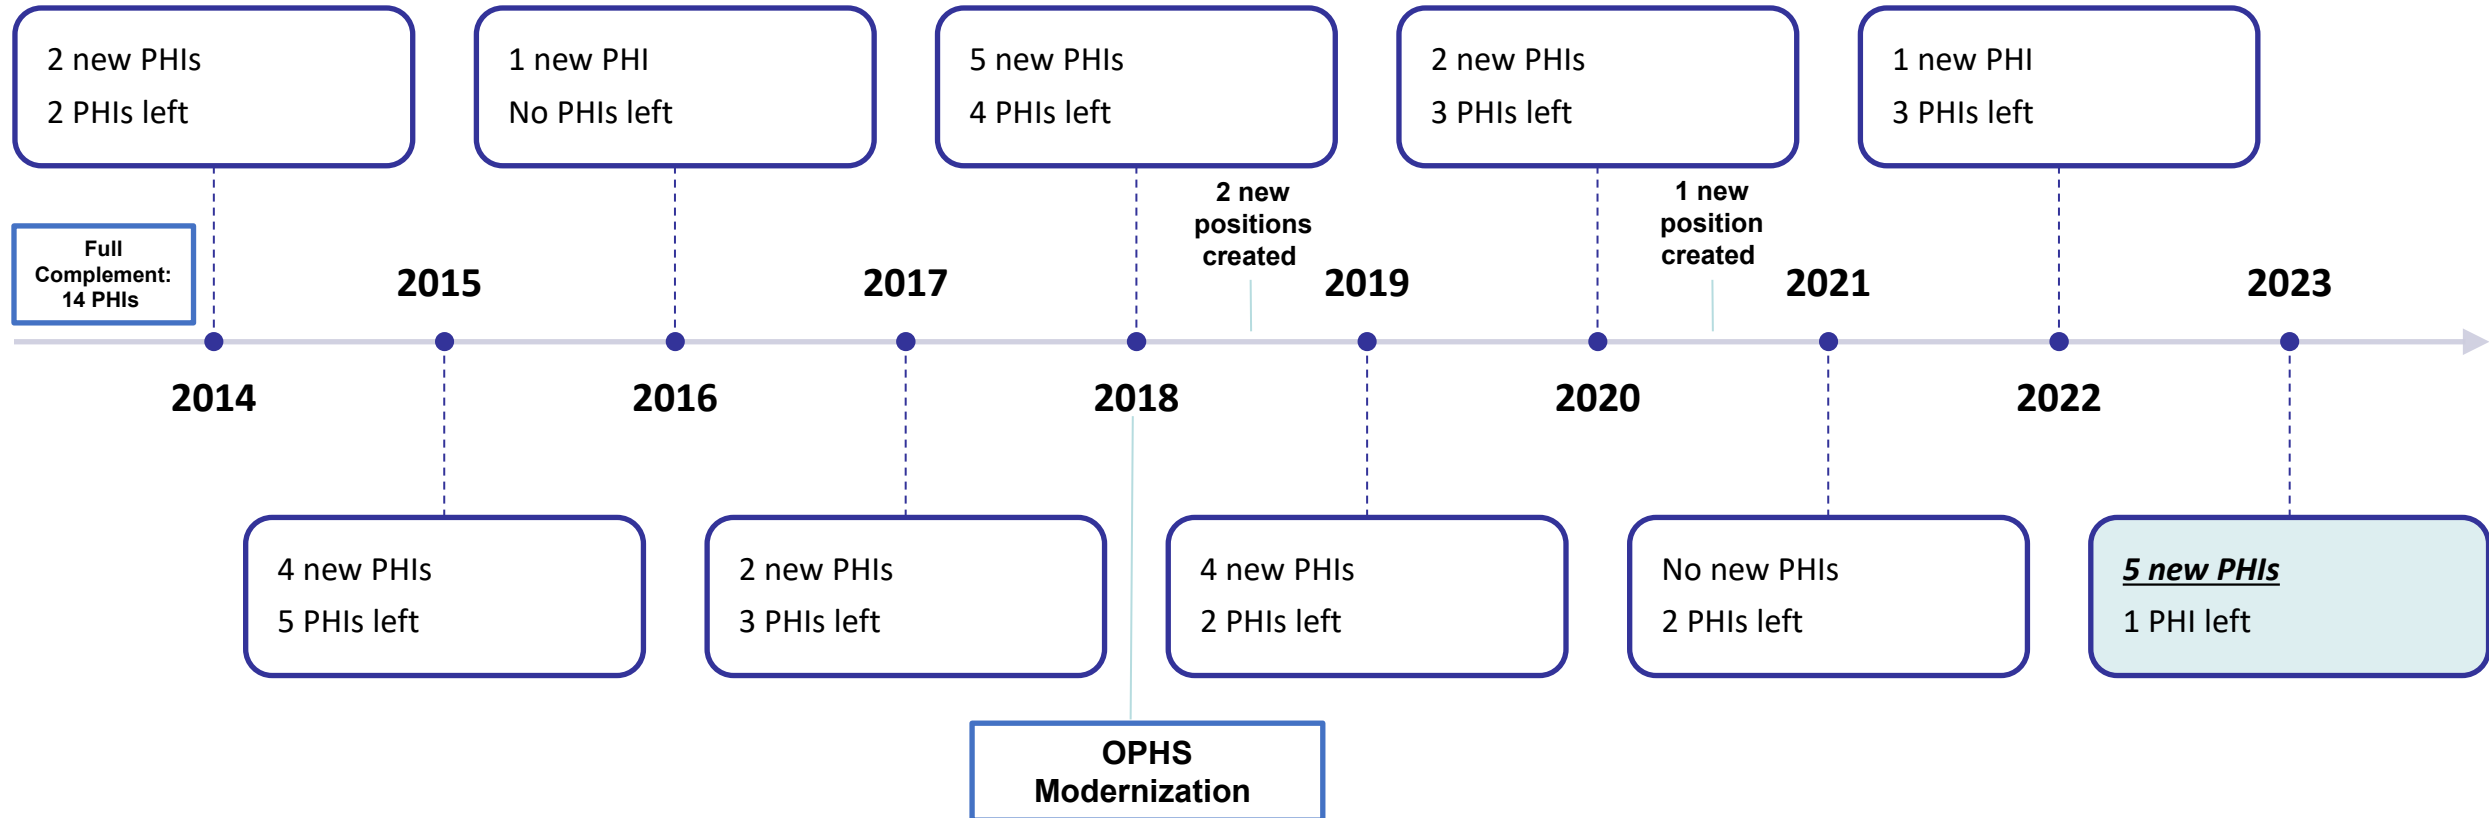 2 new PHIs
2 PHIs left
1 new PHI
No PHIs left
5 new PHIs
4 PHIs left
2 new PHIs
3 PHIs left
1 new PHI
3 PHIs left
2 new
positions
created
1 new
position
created
Full
Complement:
14 PHIs
2015
2017
2019
2021
2023
2014
2016
2018
2020
2022
4 new PHIs
5 PHIs left
2 new PHIs
3 PHIs left
4 new PHIs
2 PHIs left
No new PHIs
2 PHIs left
5 new PHIs
1 PHI left
OPHS
Modernization